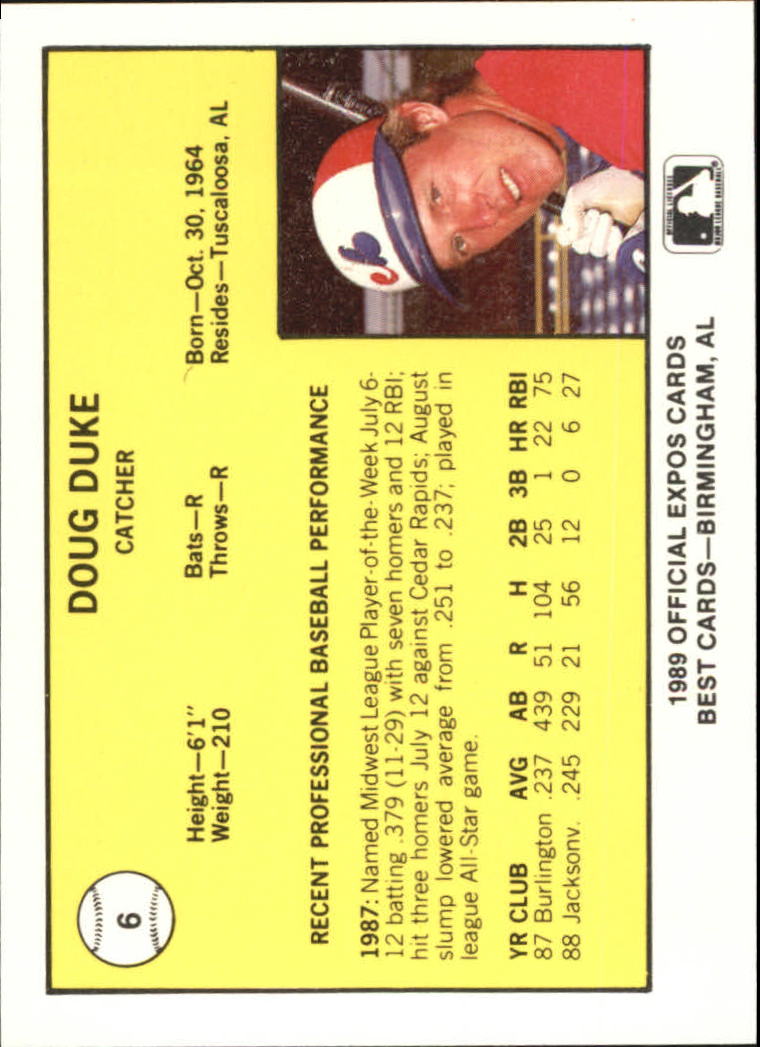 6
DOUG DUKE
CATCHER
Height—6'1" Bats—R Born—Oct. 30, 1964
Weight—210 Throws—R Resides—Tuscaloosa, AL
RECENT PROFESSIONAL BASEBALL PERFORMANCE
1987: Named Midwest League Player-of-the-Week July 6-
12 batting .379 (11-29) with seven homers and 12 RBI;
hit three homers July 12 against Cedar Rapids; August
slump lowered average from .251 to .237; played in
league All-Star game.
YR CLUB AVG AB R H 2B 3B HR RBI
87 Burlington .237 439 51 104 25 1 22 75
88 Jacksonv. .245 229 21 56 12 0 6 27
1989 OFFICIAL EXPOS CARDS
BEST CARDS—BIRMINGHAM, AL
OFFICIAL LICENSEE
MAJOR LEAGUE BASEBALL®